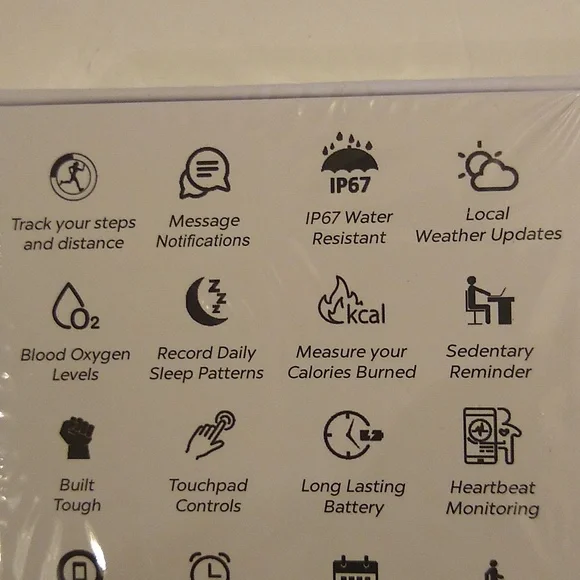 IP67
Track your steps
and distance
Message
Notifications
IP67 Water
Resistant
Local
Weather Updates
O2
Z
Z
Z
kcal
Blood Oxygen
Levels
Record Daily
Sleep Patterns
Measure your
Calories Burned
Sedentary
Reminder
Built
Tough
Touchpad
Controls
Long Lasting
Battery
Heartbeat
Monitoring